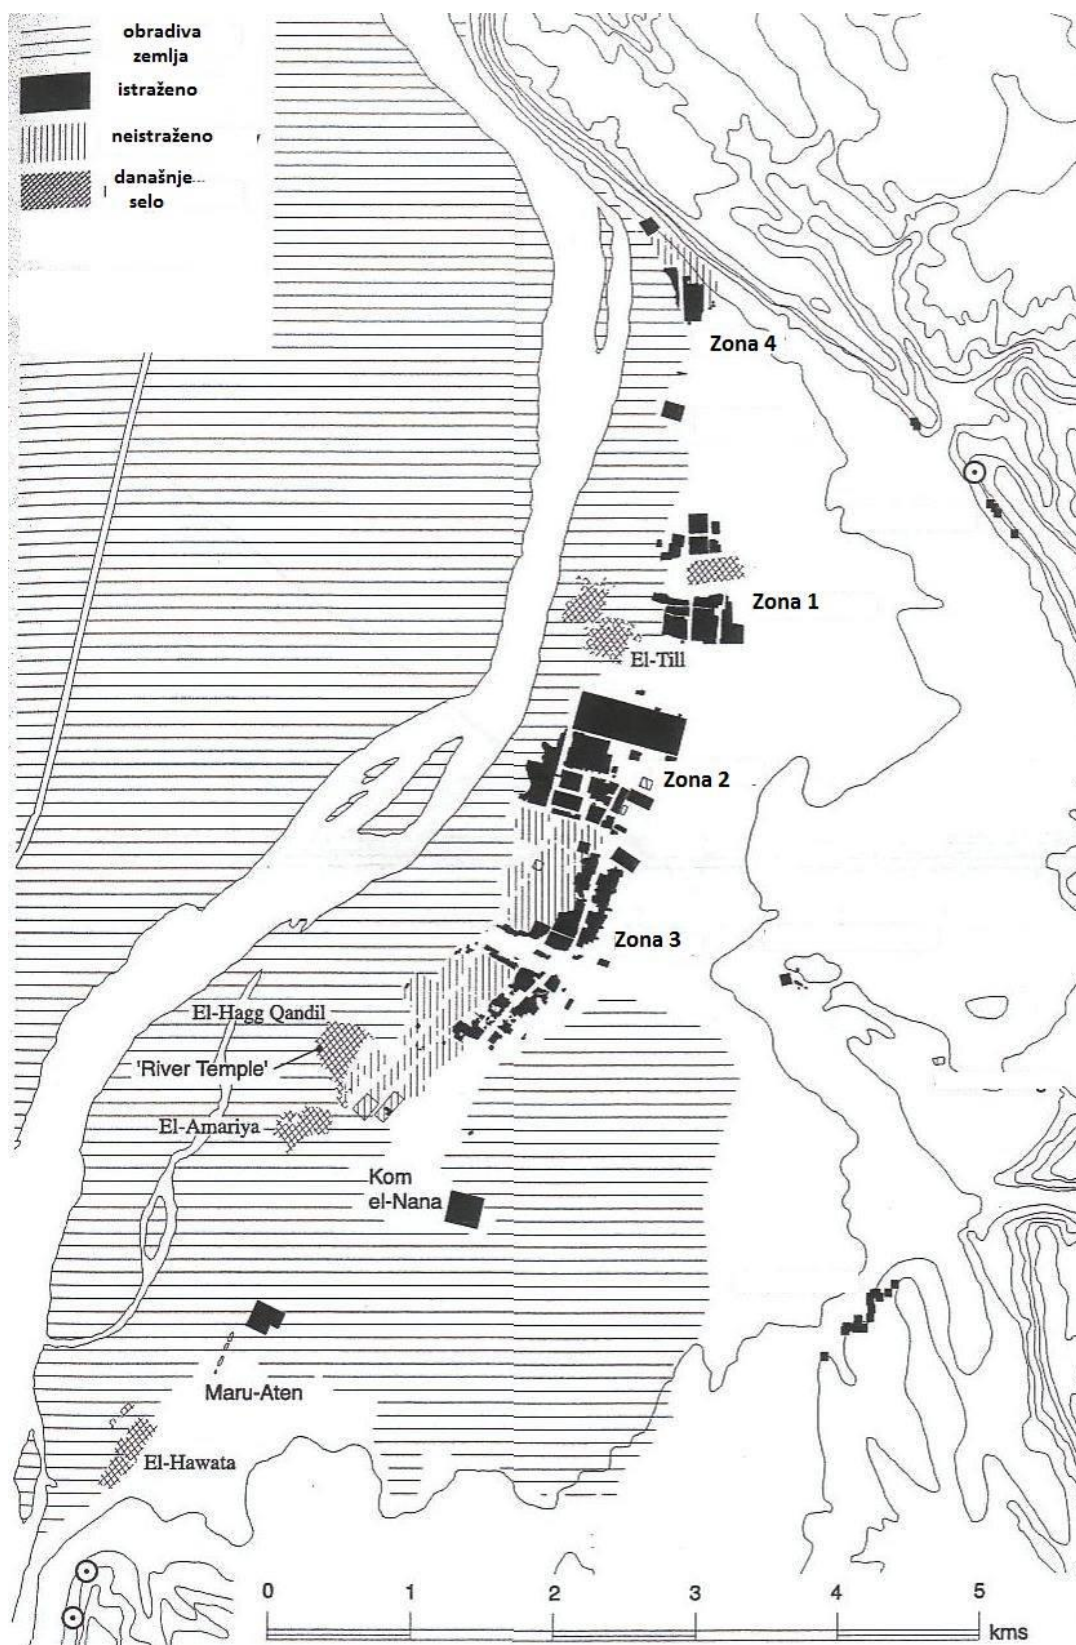 obradiva
zemlja
istraženo
neistraženo
današnje
selo
Zona 4
Zona 1
El-Till
Zona 2
Zona 3
El-Hagg Qandil
'River Temple'
El-Amariya
Kom
el-Nana
Maru-Aten
El-Hawata
0 1 2 3 4 5
kms